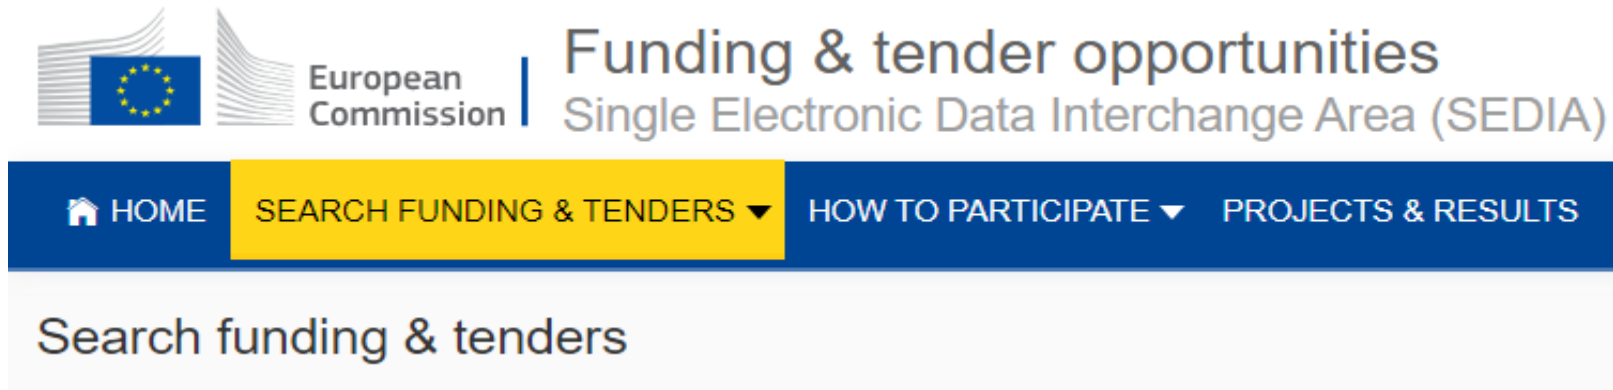 European
Commission
Funding & tender opportunities
Single Electronic Data Interchange Area (SEDIA)
HOME SEARCH FUNDING & TENDERS HOW TO PARTICIPATE PROJECTS & RESULTS
Search funding & tenders